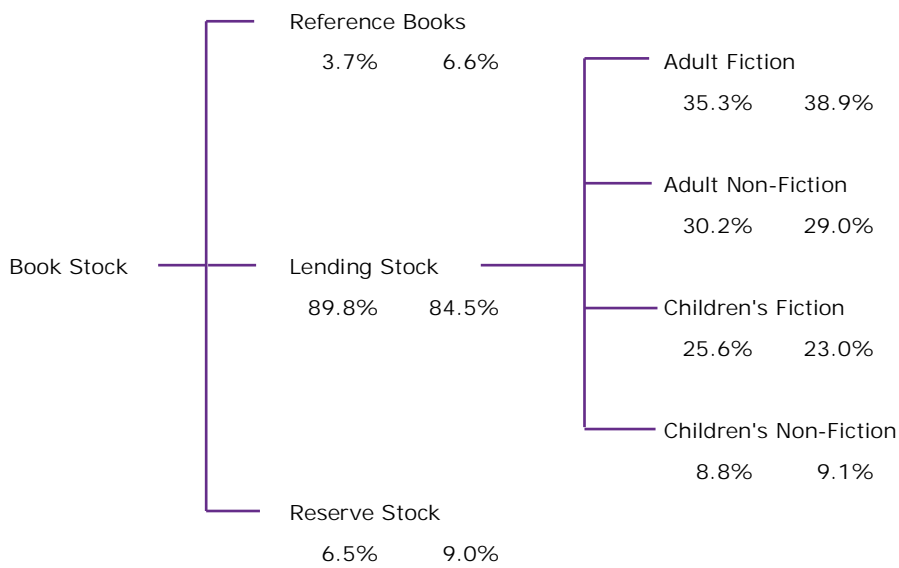 Reference Books
3.7% 6.6%
Adult Fiction
35.3% 38.9%
Adult Non-Fiction
30.2% 29.0%
Book Stock
Lending Stock
89.8% 84.5%
Children's Fiction
25.6% 23.0%
Children's Non-Fiction
8.8% 9.1%
Reserve Stock
6.5% 9.0%